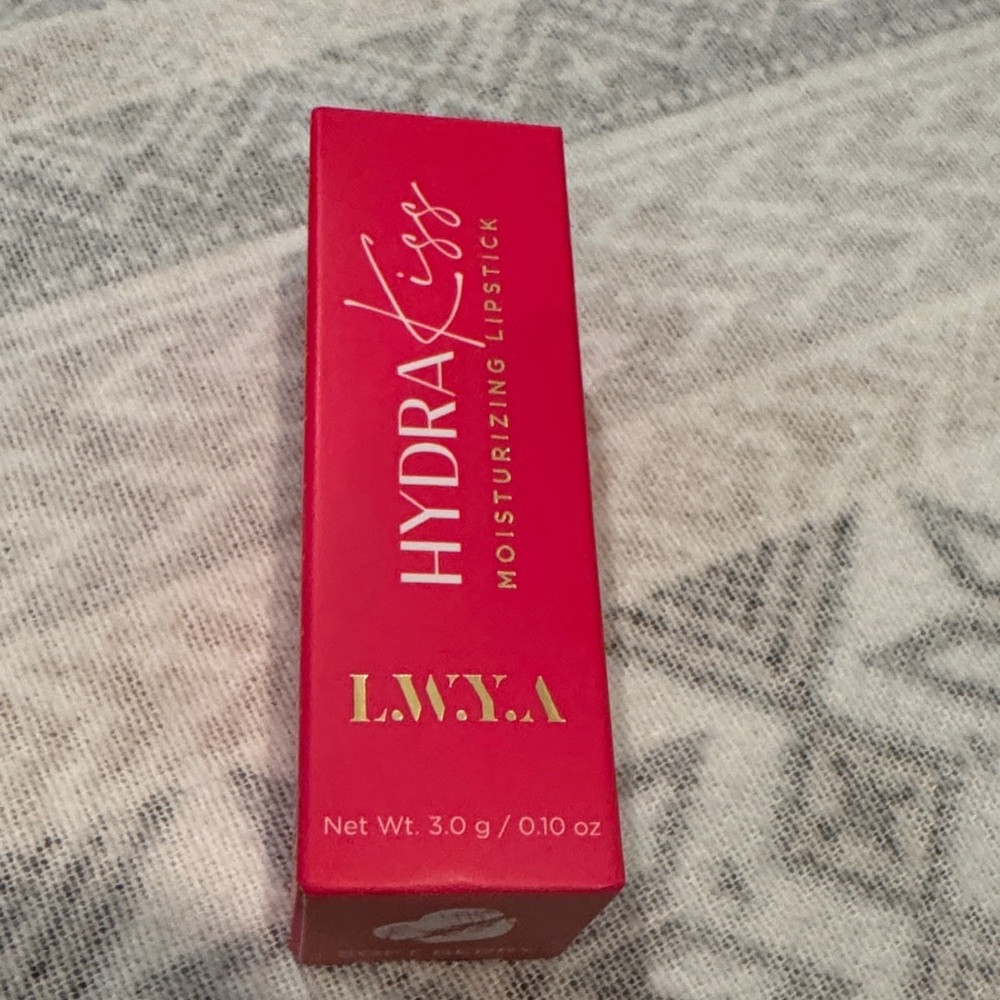 HYDRA Kiss
MOISTURIZING LIPSTICK
L.W.Y.A
Net Wt. 3.0 g / 0.10 oz